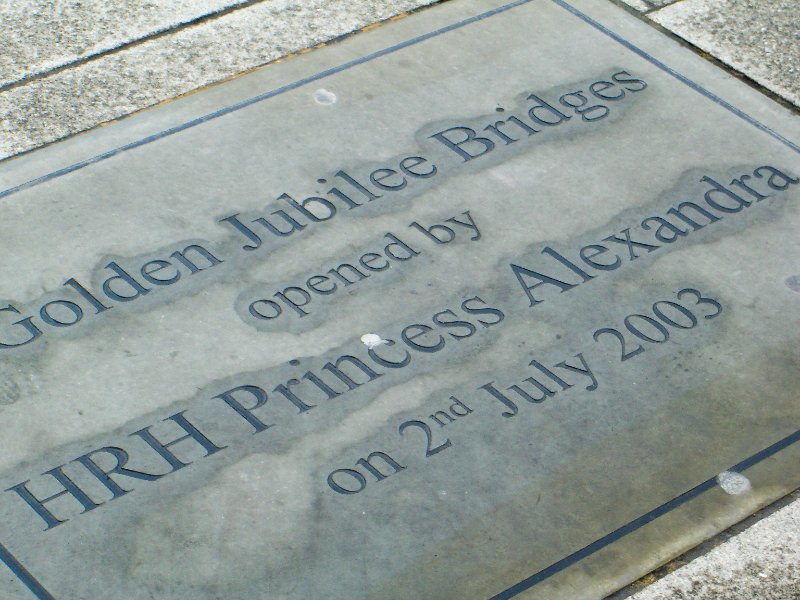 Golden Jubilee Bridges
opened by
HRH Princess Alexandra
on 2nd July 2003